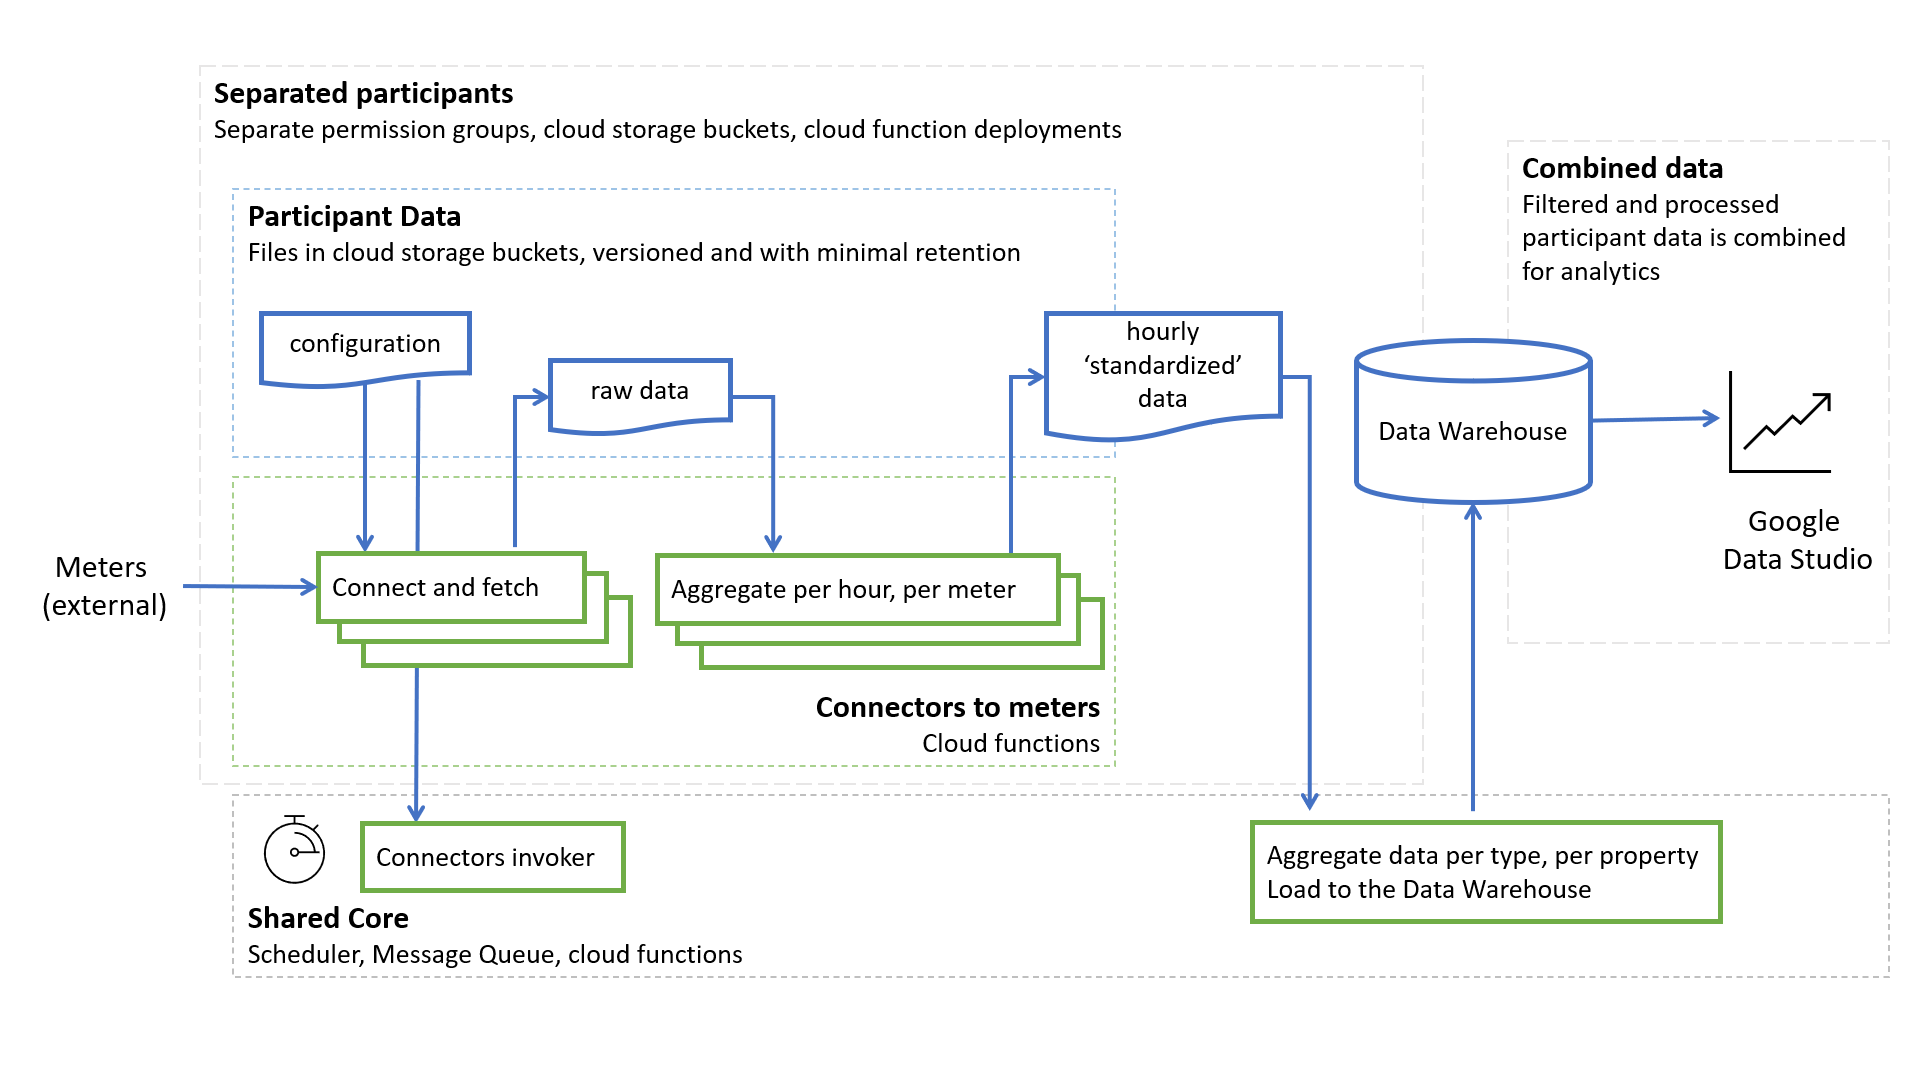 Separated participants
Separate permission groups, cloud storage buckets, cloud function deployments
Participant Data
Files in cloud storage buckets, versioned and with minimal retention
configuration
raw data
hourly
‘standardized’
data
Combined data
Filtered and processed
participant data is combined
for analytics
Data Warehouse
Google
Data Studio
Meters
(external)
Connect and fetch
Aggregate per hour, per meter
Connectors to meters
Cloud functions
Connectors invoker
Shared Core
Scheduler, Message Queue, cloud functions
Aggregate data per type, per property
Load to the Data Warehouse